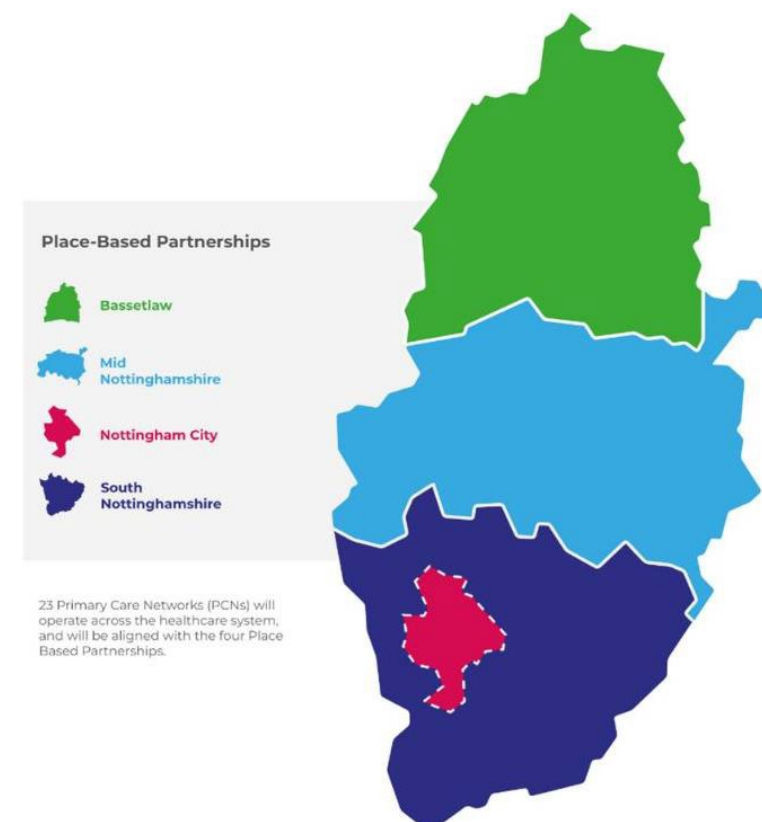 Place-Based Partnerships
Bassetlaw
Mid
Nottinghamshire
Nottingham City
South
Nottinghamshire
23 Primary Care Networks (PCNs) will
operate across the healthcare system,
and will be aligned with the four Place
Based Partnerships.